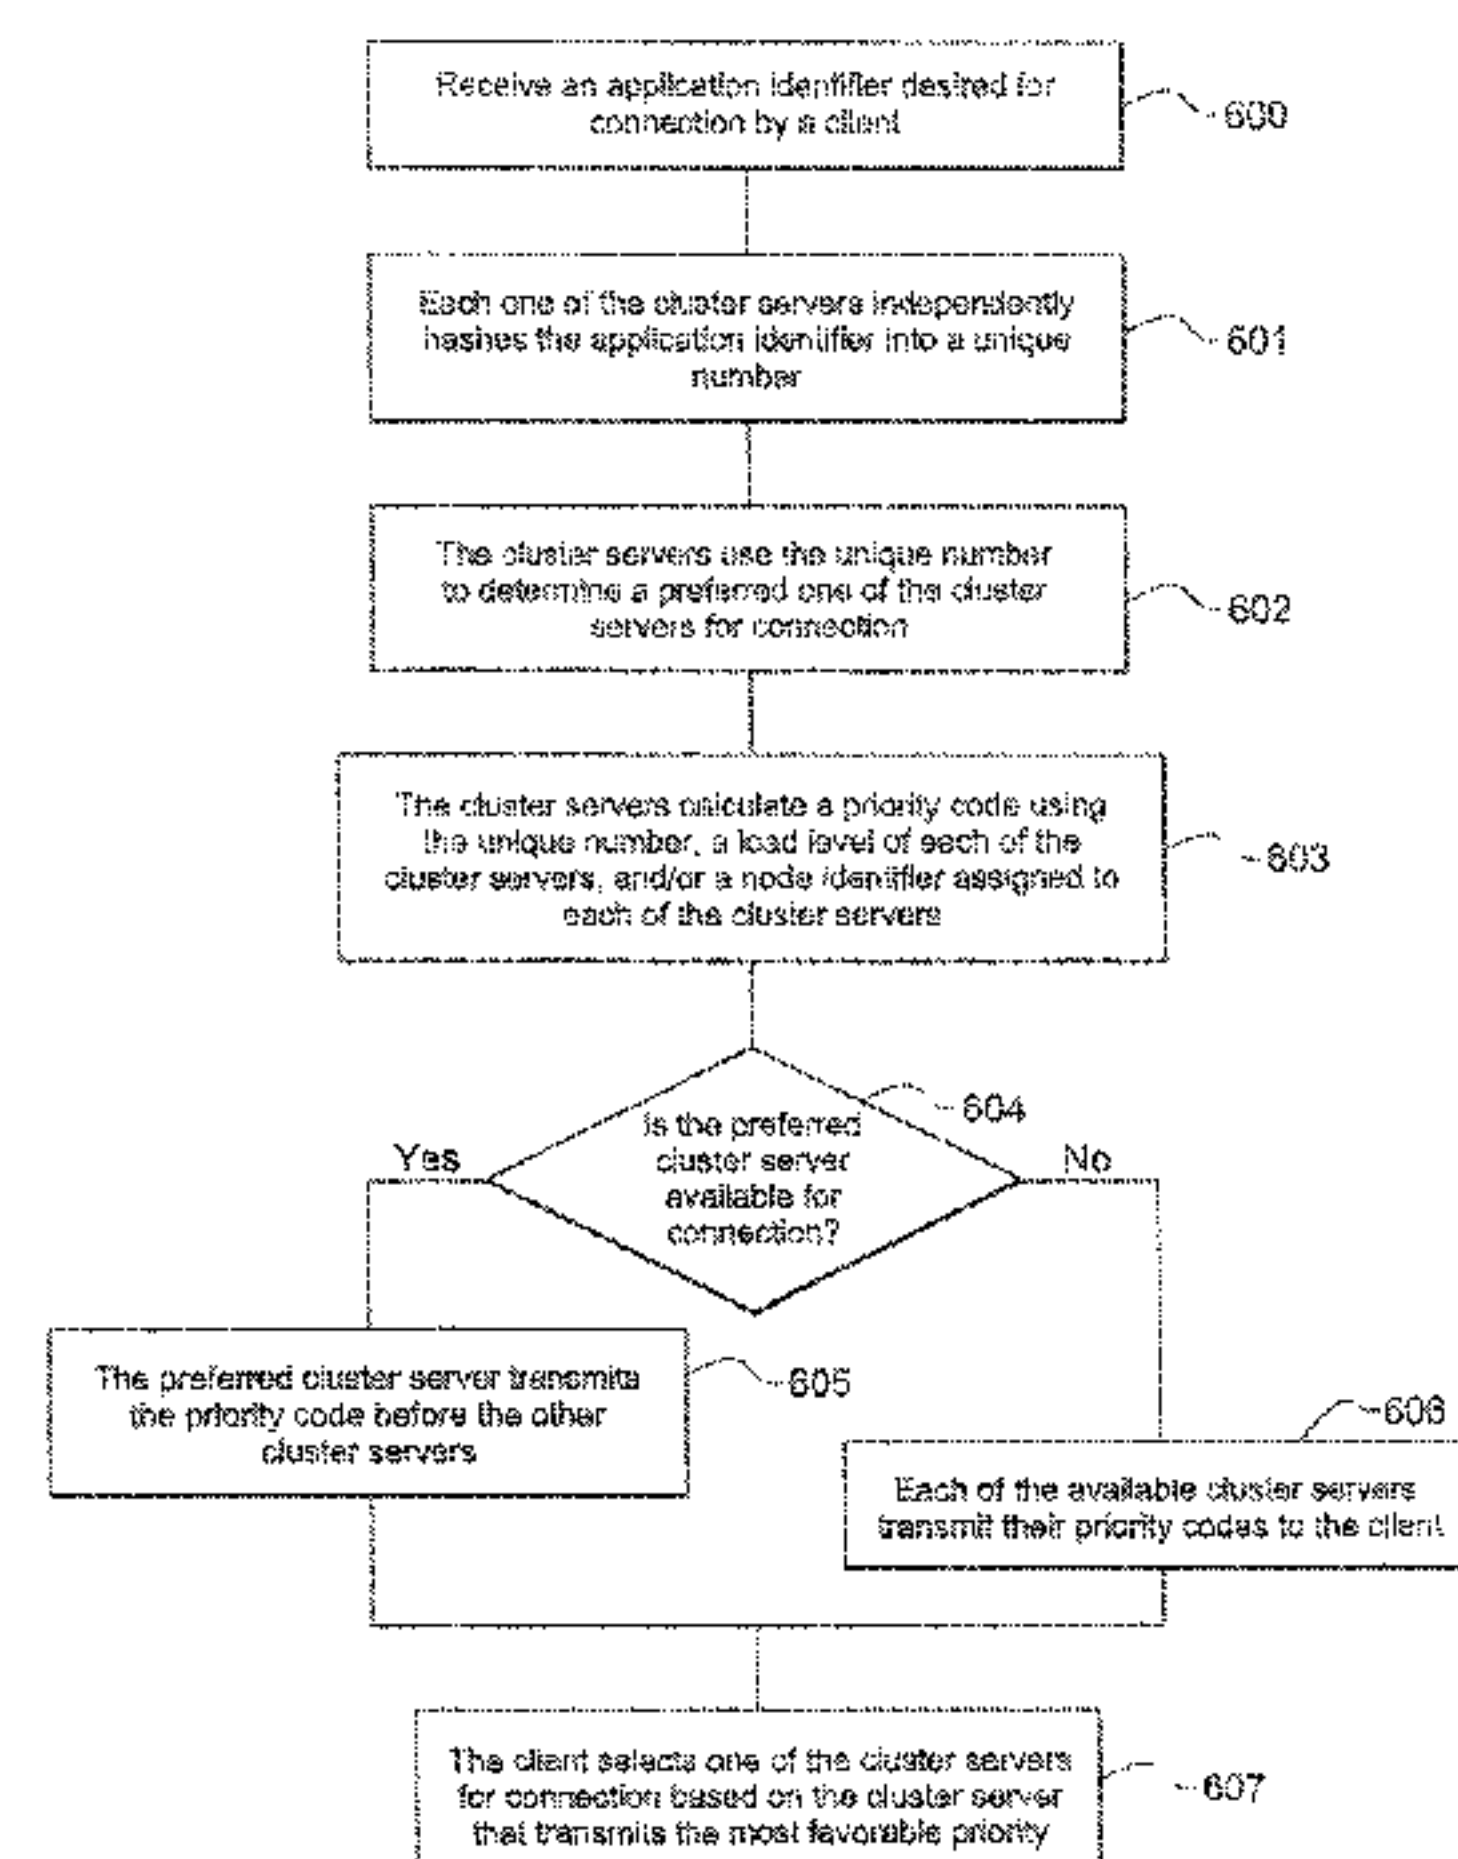 Receive an application identifier desired for
connection by a client
600
Each one of the cluster servers independently
hashes the application identifier into a unique
number
601
The cluster servers use the unique number
to determine a preferred one of the cluster
servers for connection
602
The cluster servers calculate a priority code using
the unique number, a load level of each of the
cluster servers, and/or a node identifier assigned to
each of the cluster servers
603
Is the preferred
cluster server
available for
connection?
604
Yes
No
The preferred cluster server transmits
the priority code before the other
cluster servers
605
606
Each of the available cluster servers
transmit their priority codes to the client
The client selects one of the cluster servers
for connection based on the cluster server
that transmits the most favorable priority
607